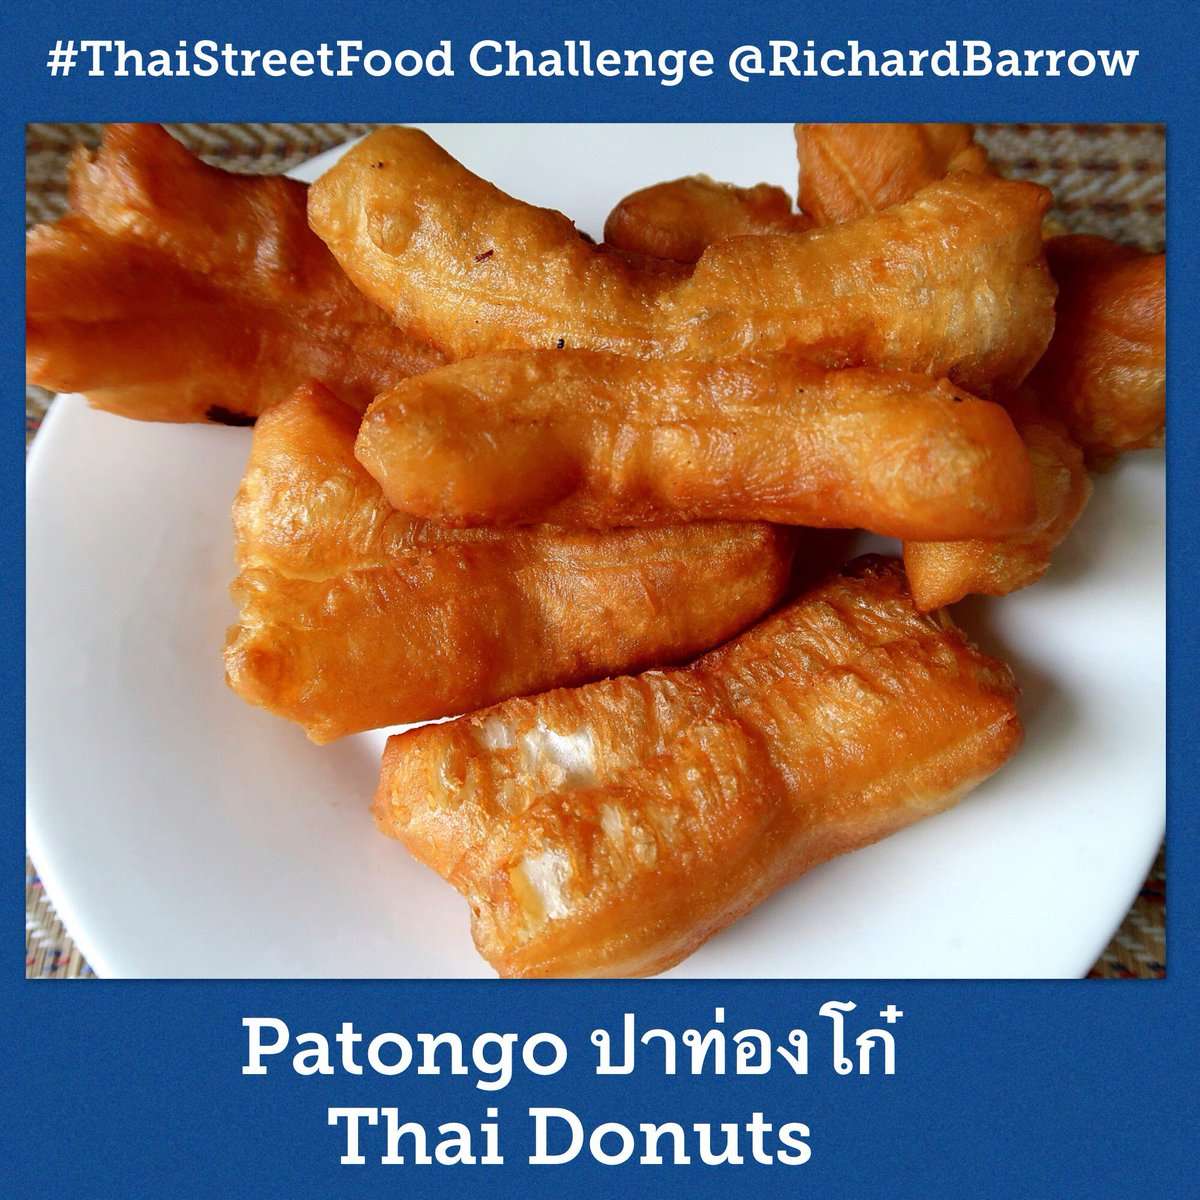 #ThaiStreetFood Challenge @RichardBarrow
Patongo ปาท่องโก๋
Thai Donuts